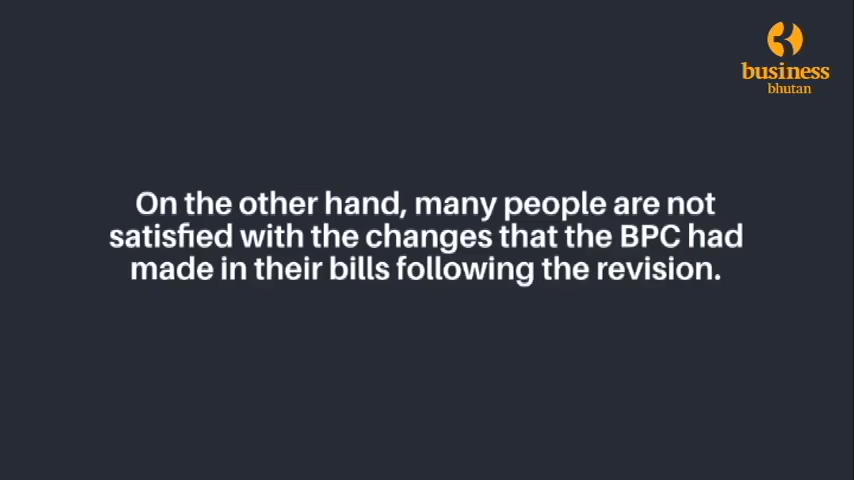 business
bhutan
On the other hand, many people are not
satisfied with the changes that the BPC had
made in their bills following the revision.